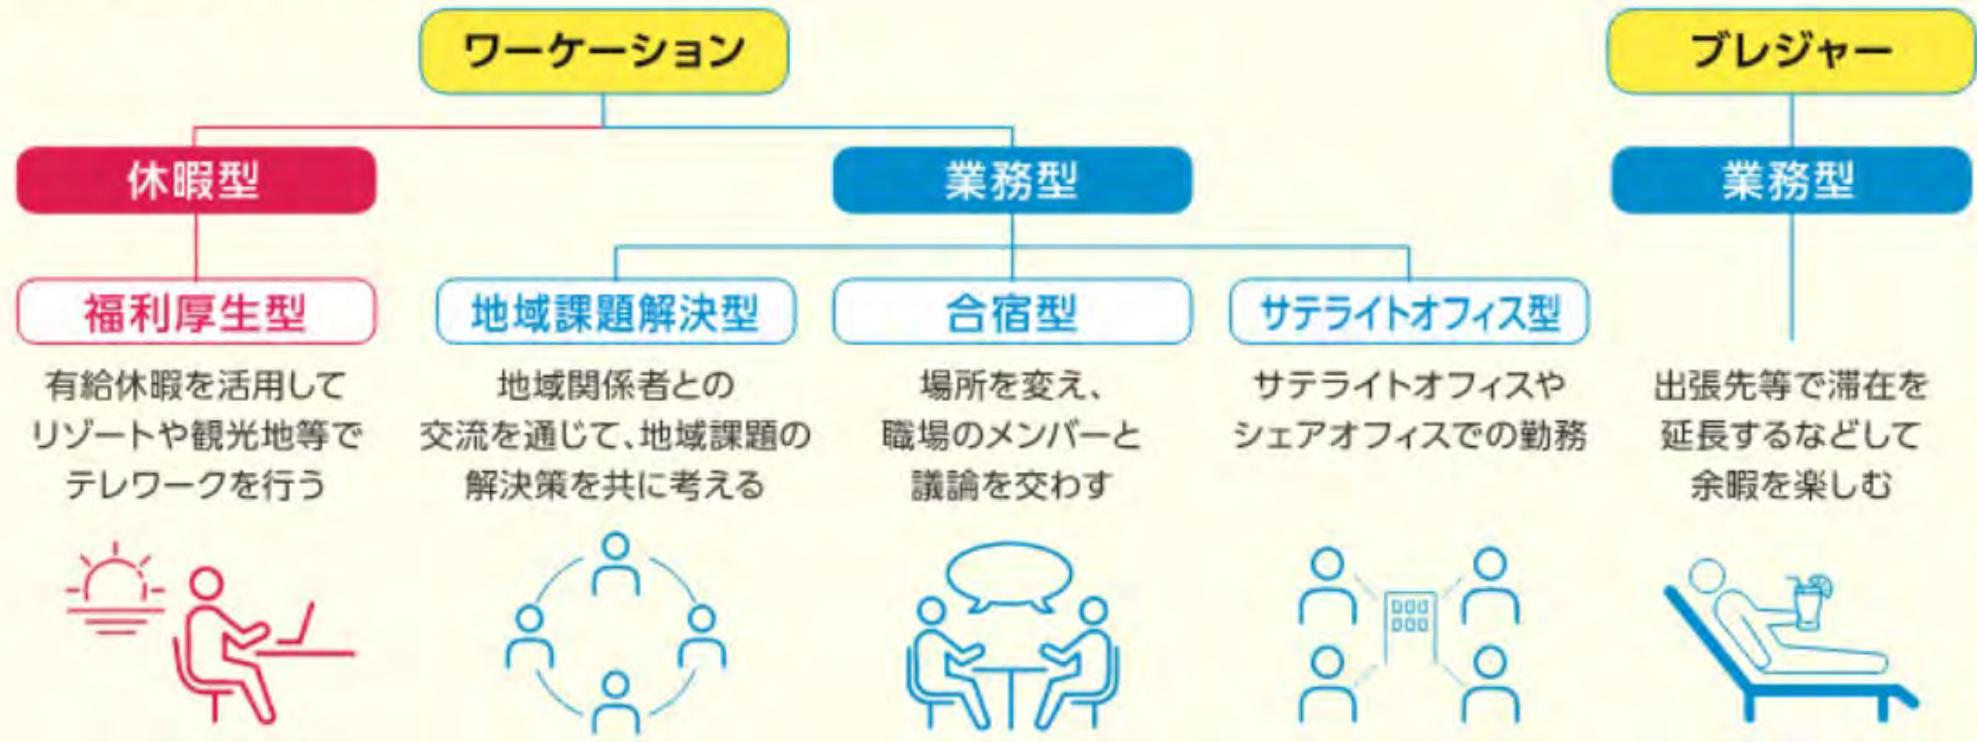 ワーケーション
ブレジャー
休暇型
業務型
業務型
福利厚生型
地域課題解決型
合宿型
サテライトオフィス型
有給休暇を活用して
リゾートや観光地等で
テレワークを行う
地域関係者との
交流を通じて、地域課題の
解決策を共に考える
場所を変え、
職場のメンバーと
議論を交わす
サテライトオフィスや
シェアオフィスでの勤務
出張先等で滞在を
延長するなどして
余暇を楽しむ